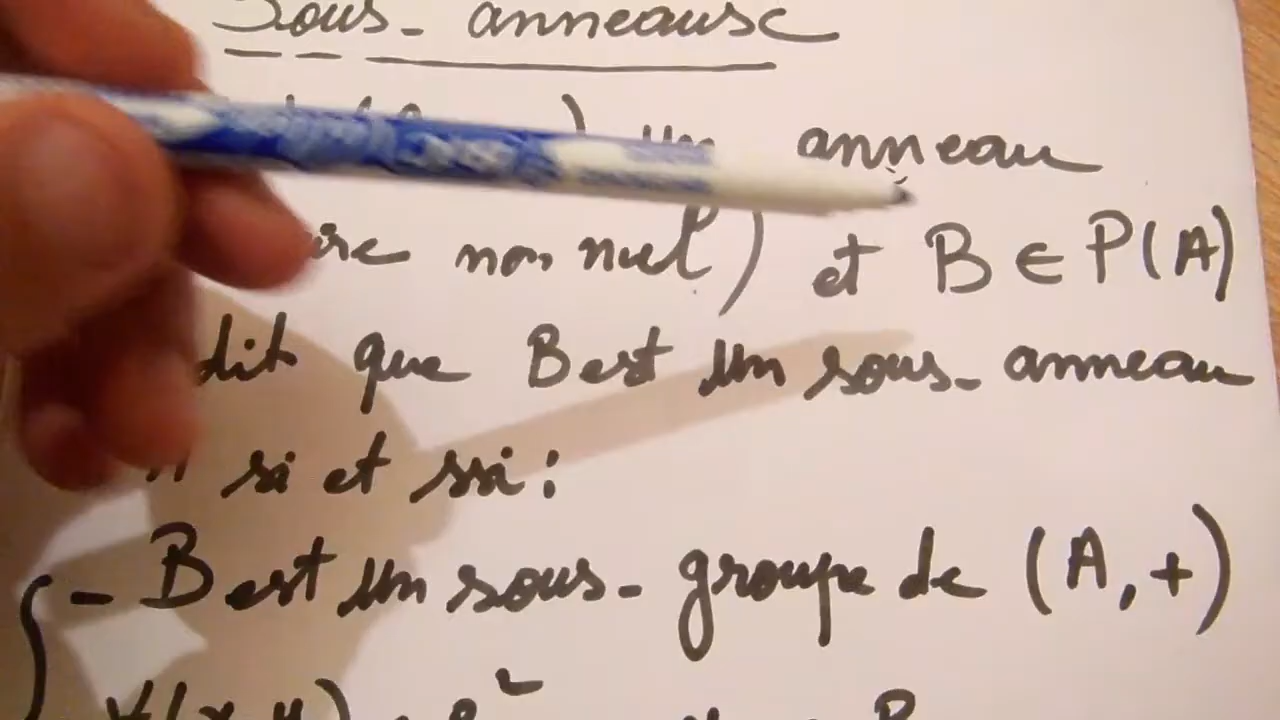 Sous-anneaux
un anneau
non nul) et B ∈ P(A)
dit que B est un sous-anneau
si et ssi:
- B est un sous-groupe de (A,+)